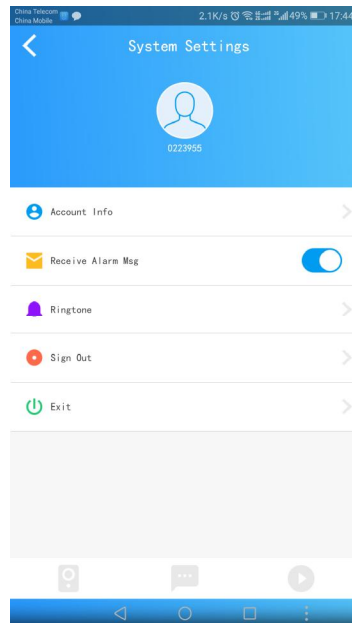 China Telecom
China Mobile
2.1K/s 49% 17:44
System Settings
0223955
Account Info
Receive Alarm Msg
Ringtone
Sign Out
Exit